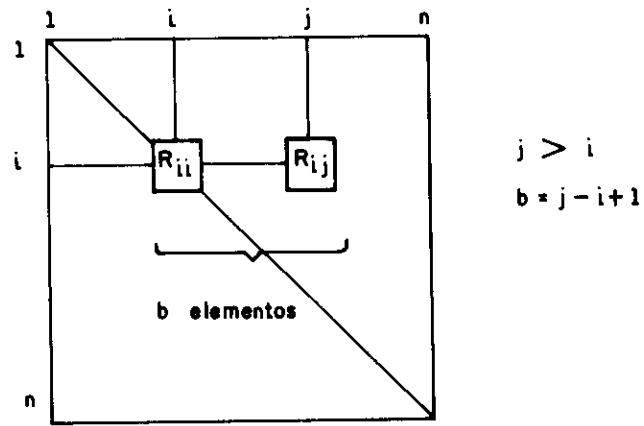 1 i j n
1
i R_ii R_ij
j > i
b = j - i + 1
b elementos
n